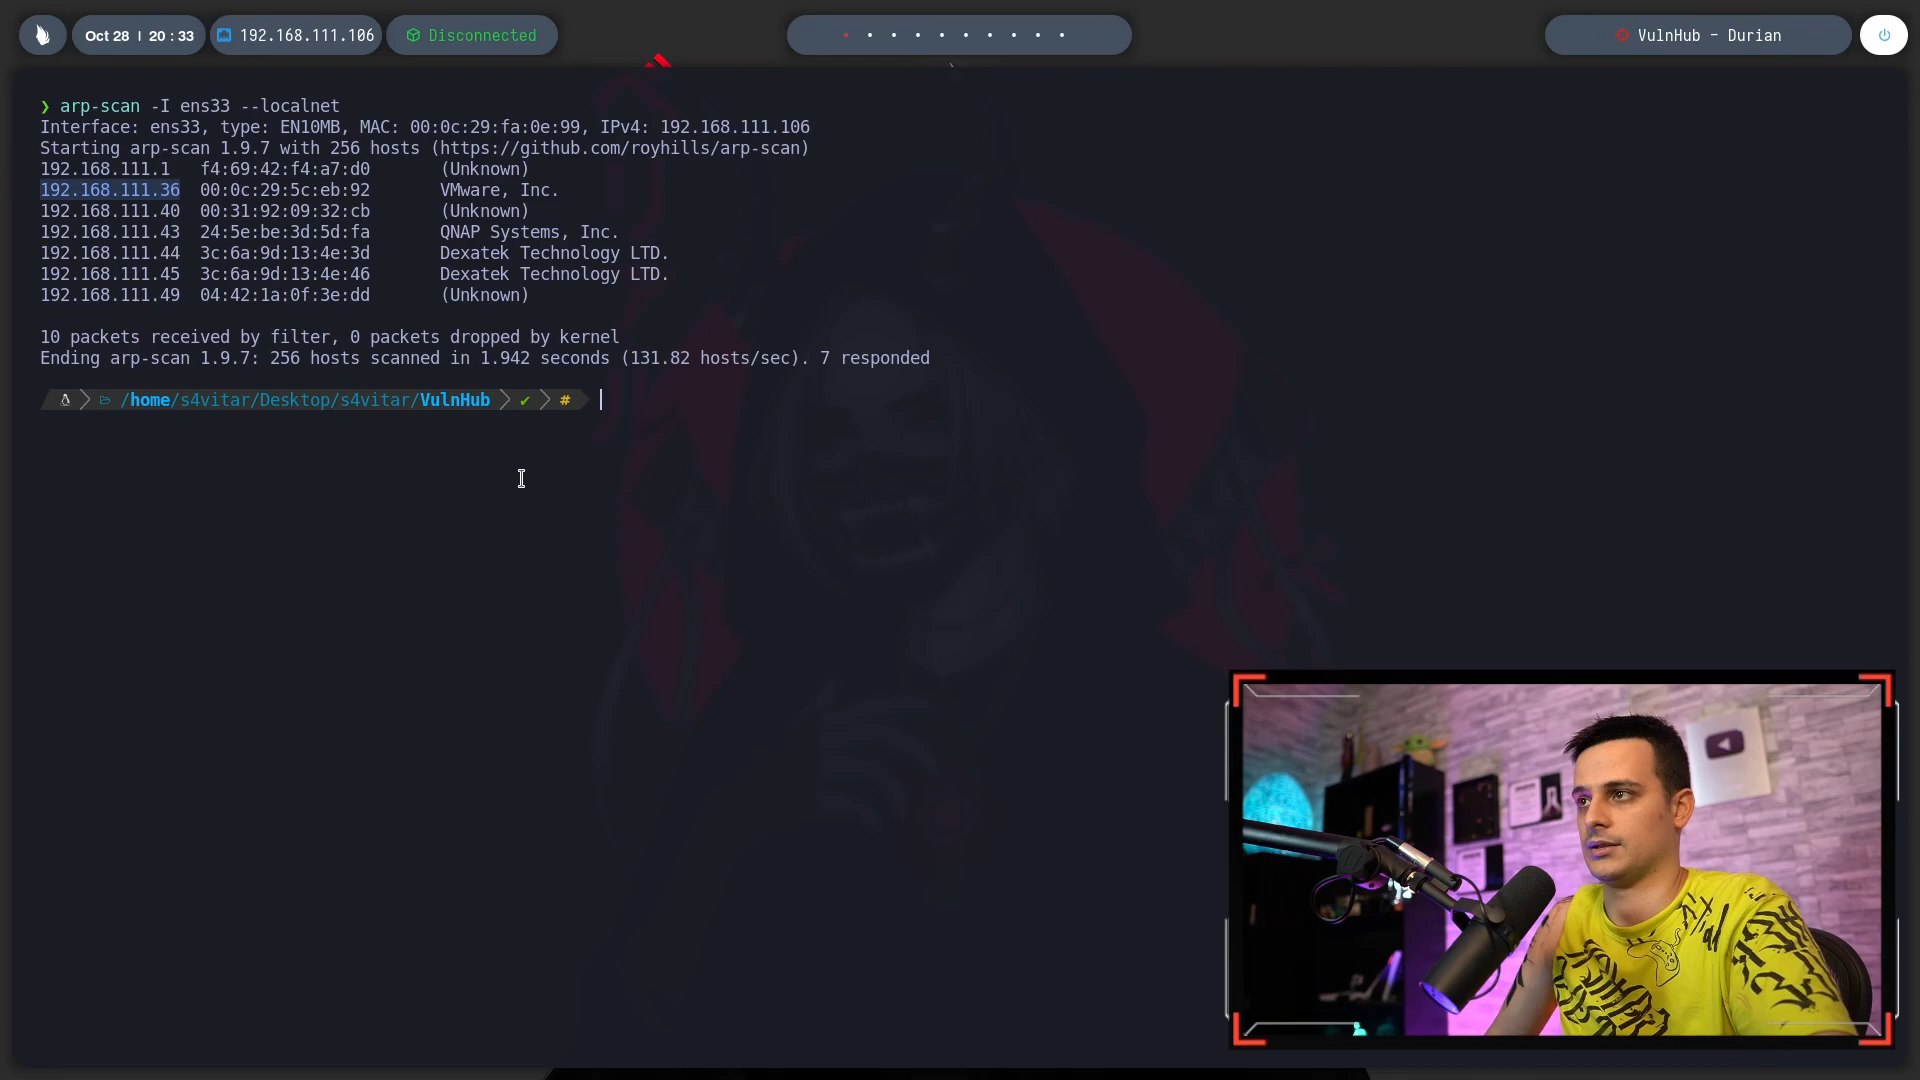 Oct 28 | 20 : 33
192.168.111.106
Disconnected
VulnHub - Durian
❯ arp-scan -I ens33 --localnet
Interface: ens33, type: EN10MB, MAC: 00:0c:29:fa:0e:99, IPv4: 192.168.111.106
Starting arp-scan 1.9.7 with 256 hosts (https://github.com/royhills/arp-scan)
192.168.111.1 f4:69:42:f4:a7:d0 (Unknown)
192.168.111.36 00:0c:29:5c:eb:92 VMware, Inc.
192.168.111.40 00:31:92:09:32:cb (Unknown)
192.168.111.43 24:5e:be:3d:5d:fa QNAP Systems, Inc.
192.168.111.44 3c:6a:9d:13:4e:3d Dexatek Technology LTD.
192.168.111.45 3c:6a:9d:13:4e:46 Dexatek Technology LTD.
192.168.111.49 04:42:1a:0f:3e:dd (Unknown)
10 packets received by filter, 0 packets dropped by kernel
Ending arp-scan 1.9.7: 256 hosts scanned in 1.942 seconds (131.82 hosts/sec). 7 responded
/home/s4vitar/Desktop/s4vitar/VulnHub ✔ #